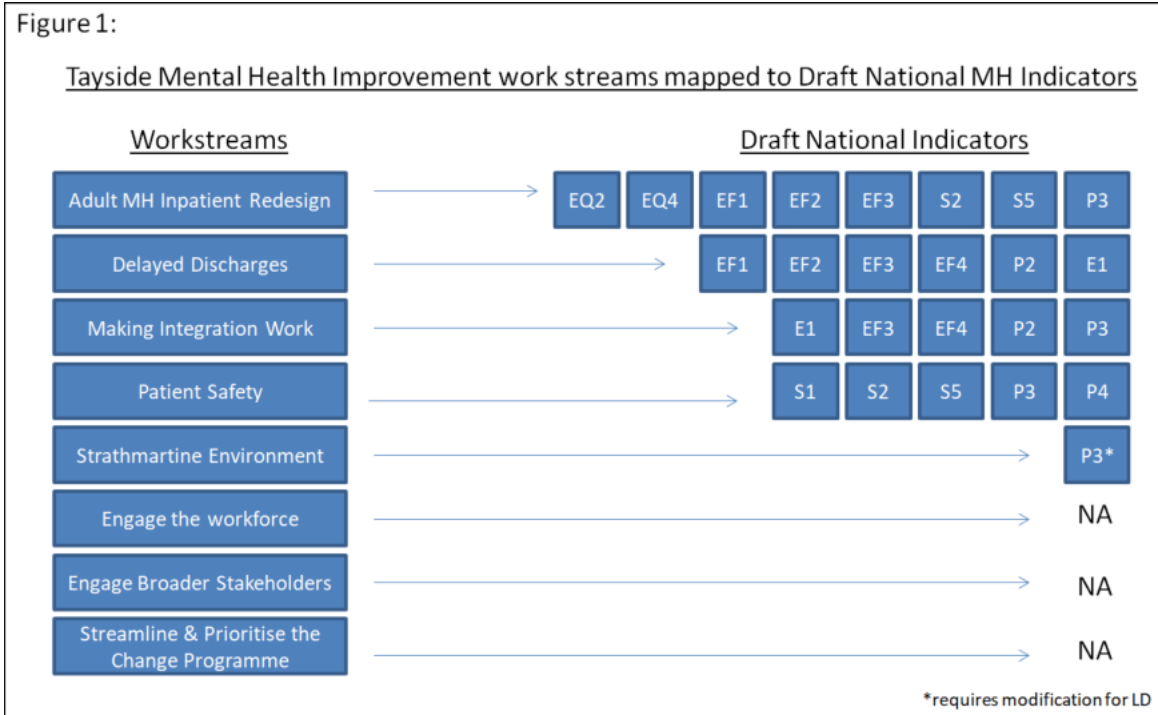 Figure 1:
Tayside Mental Health Improvement work streams mapped to Draft National MH Indicators
Workstreams Draft National Indicators
Adult MH Inpatient Redesign EQ2 EQ4 EF1 EF2 EF3 S2 S5 P3
Delayed Discharges EF1 EF2 EF3 EF4 P2 E1
Making Integration Work E1 EF3 EF4 P2 P3
Patient Safety S1 S2 S5 P3 P4
Strathmartine Environment P3*
Engage the workforce NA
Engage Broader Stakeholders NA
Streamline & Prioritise the
Change Programme NA
*requires modification for LD